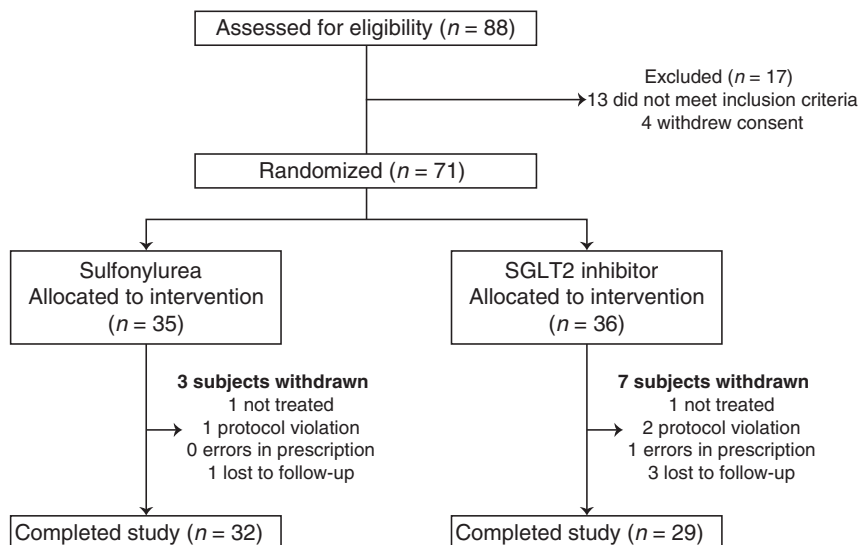 Assessed for eligibility (n = 88)
Excluded (n = 17)
13 did not meet inclusion criteria
4 withdrew consent
Randomized (n = 71)
Sulfonylurea
Allocated to intervention
(n = 35)
SGLT2 inhibitor
Allocated to intervention
(n = 36)
3 subjects withdrawn
1 not treated
1 protocol violation
0 errors in prescription
1 lost to follow-up
7 subjects withdrawn
1 not treated
2 protocol violation
1 errors in prescription
3 lost to follow-up
Completed study (n = 32)
Completed study (n = 29)